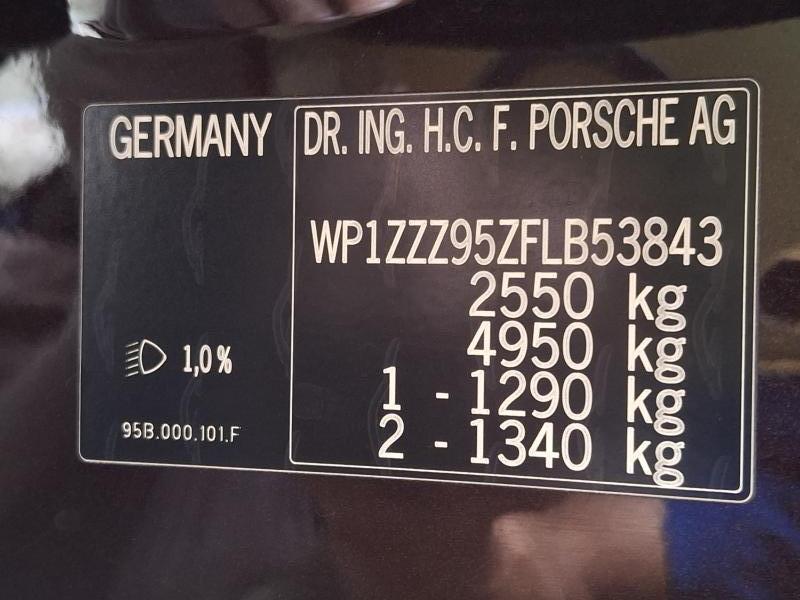 GERMANY
1,0%
95B.000.101.F
DR. ING. H.C. F. PORSCHE AG
WP1ZZZ95ZFLB53843
2550 kg
4950 kg
1 - 1290 kg
2 - 1340 kg